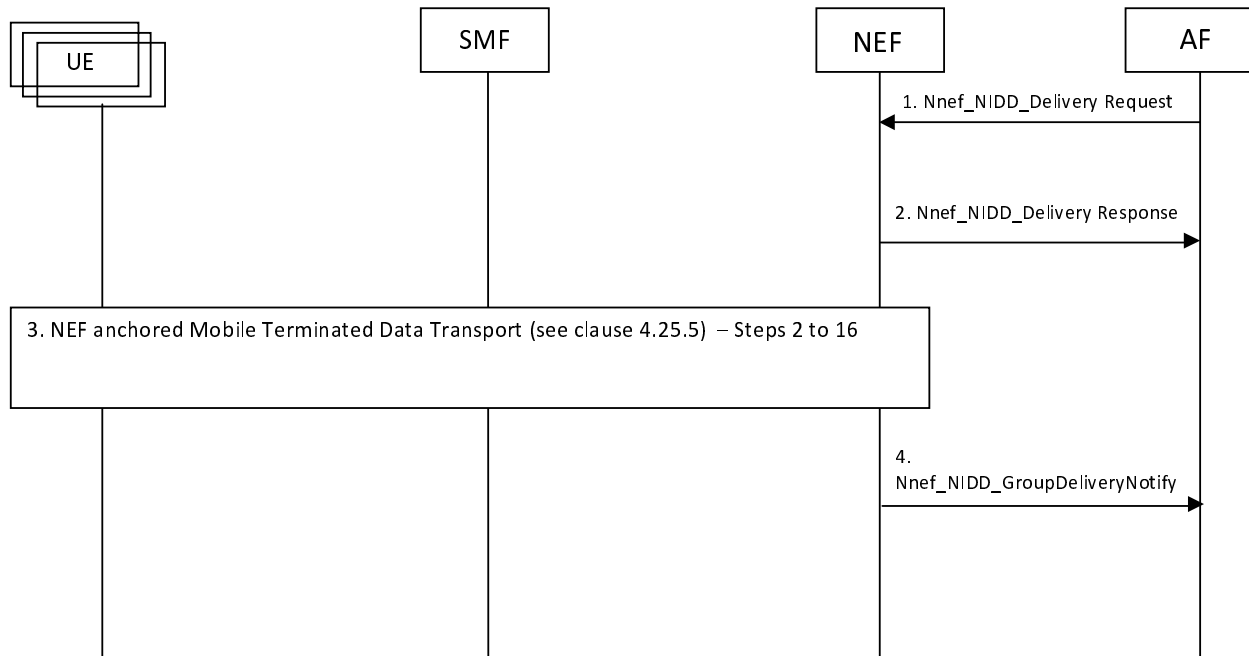 UE
SMF
NEF
AF
1. Nnef_NIDD_Delivery Request
2. Nnef_NIDD_Delivery Response
3. NEF anchored Mobile Terminated Data Transport (see clause 4.25.5) – Steps 2 to 16
4.
Nnef_NIDD_GroupDeliveryNotify